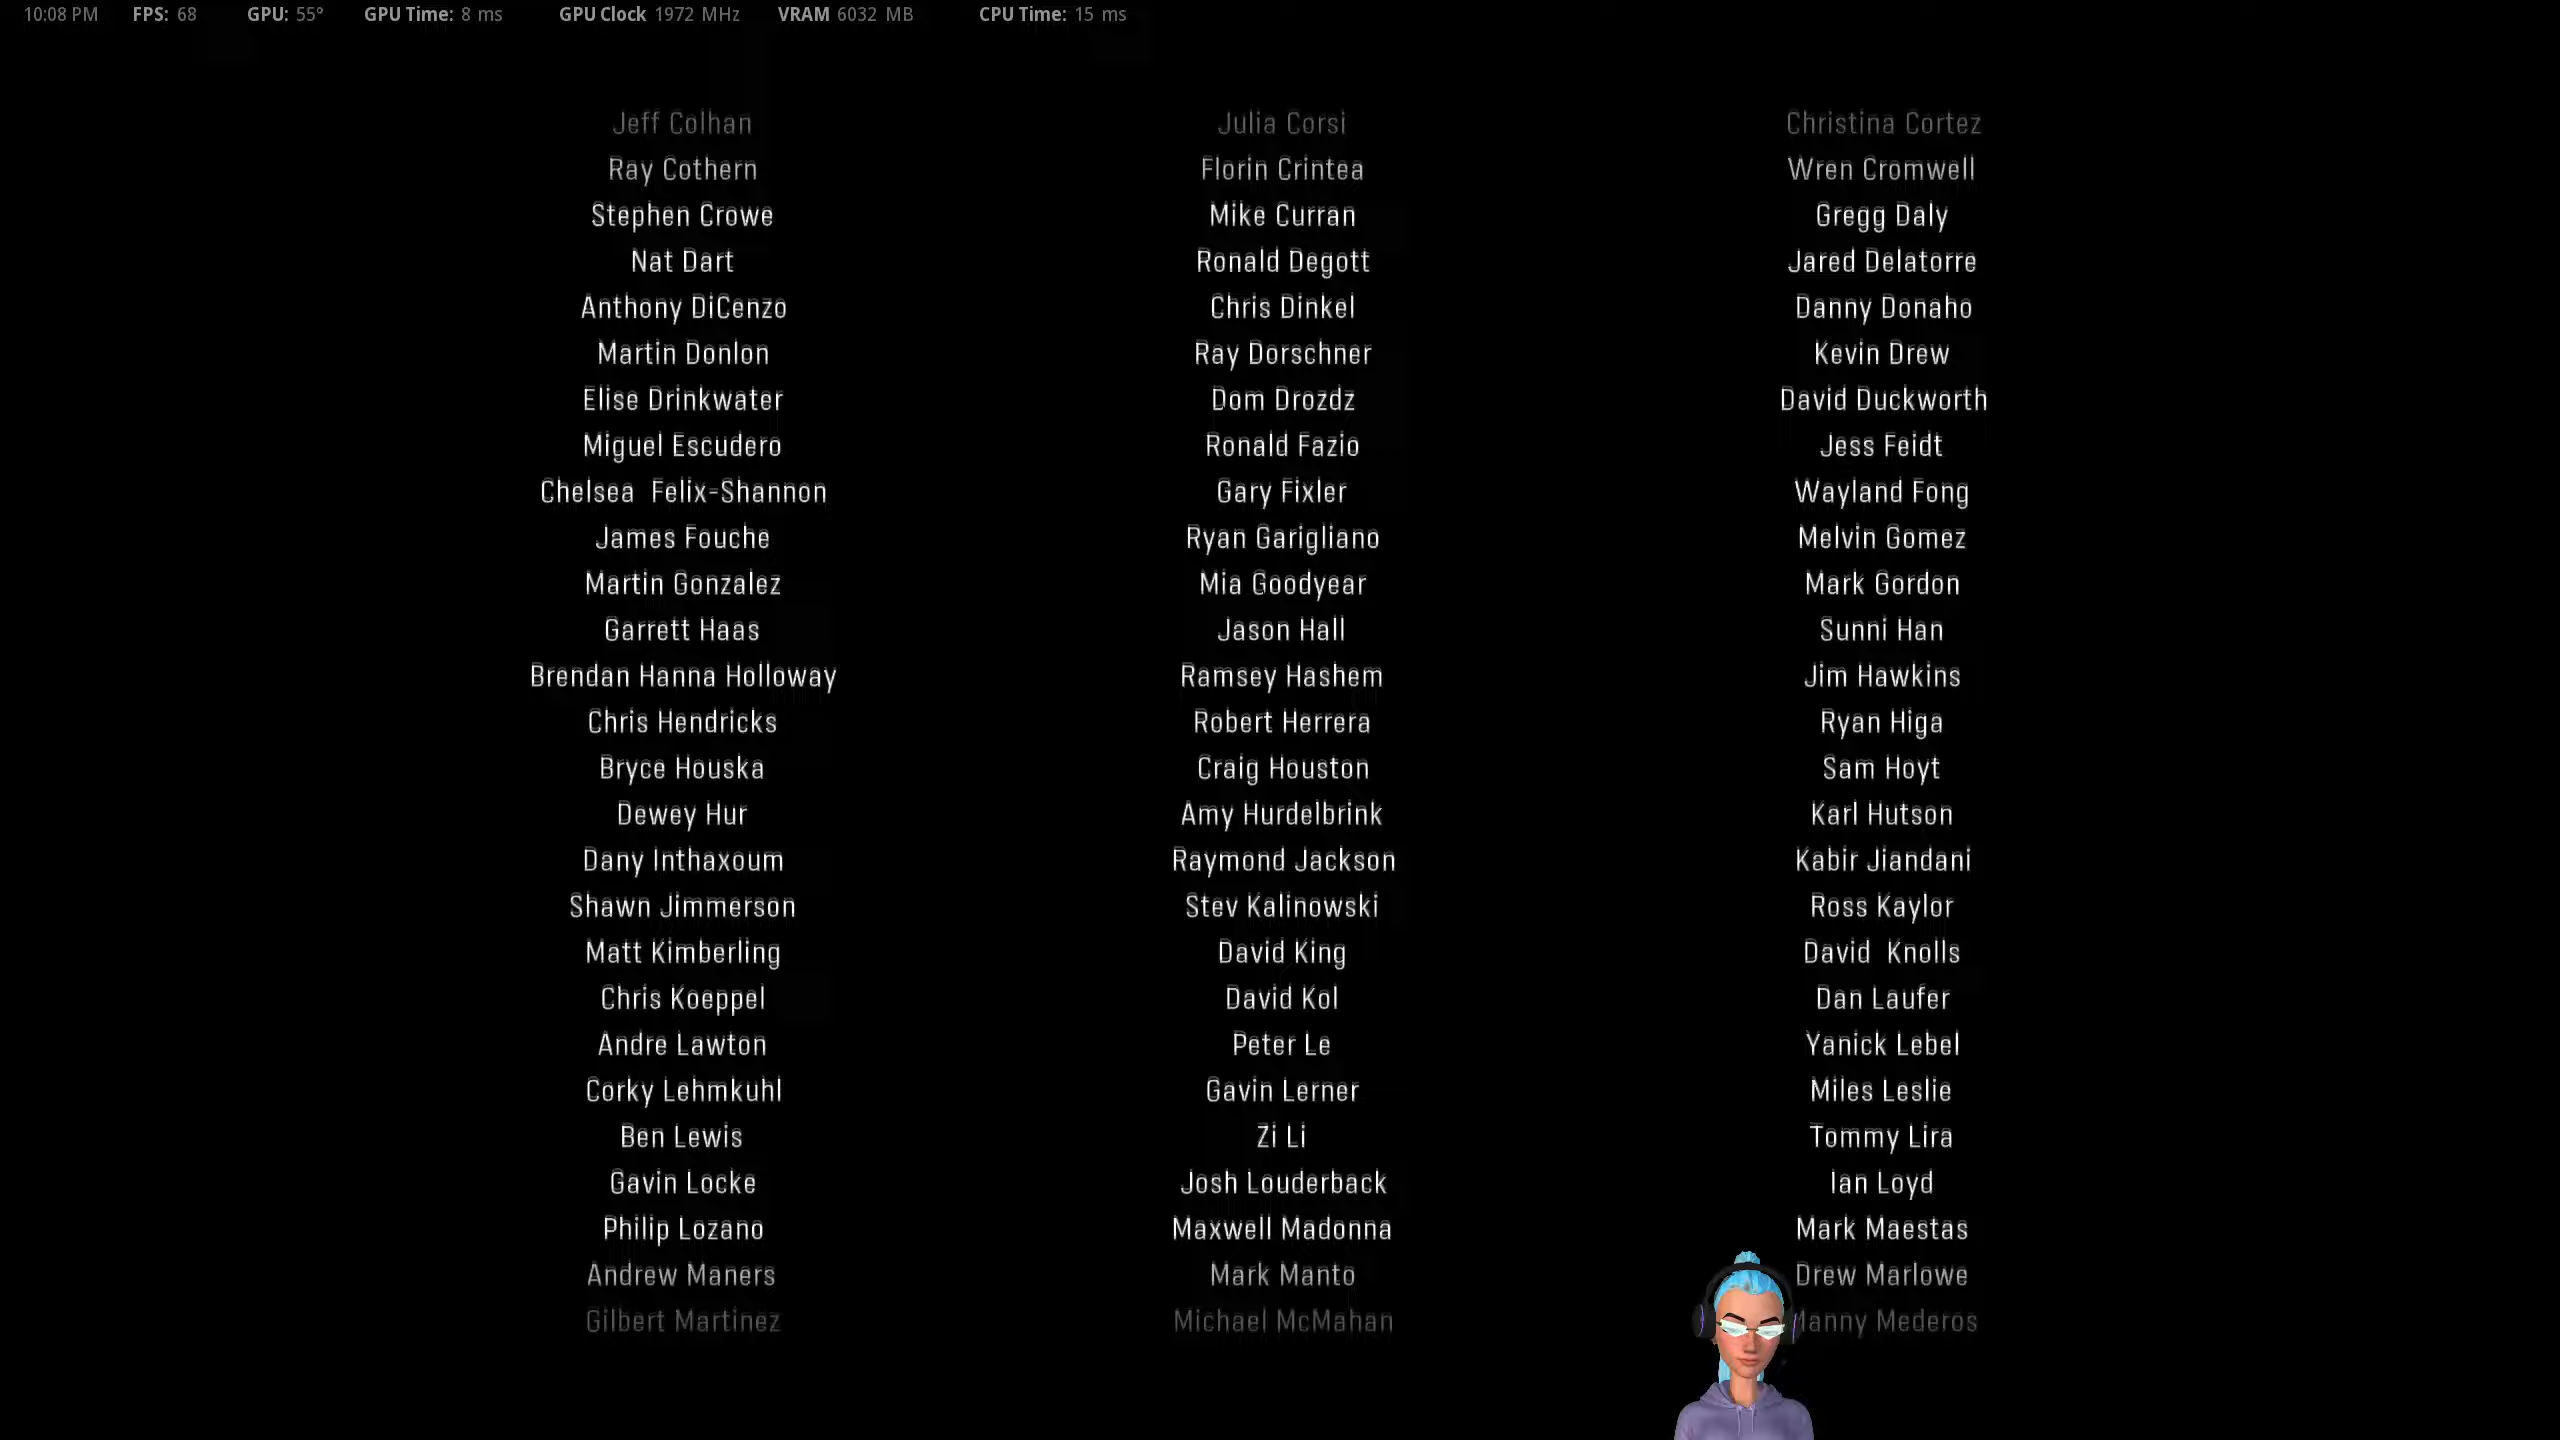 10:08 PM FPS: 68 GPU: 55° GPU Time: 8 ms GPU Clock 1972 MHz VRAM 6032 MB CPU Time: 15 ms
Jeff Colhan Julia Corsi Christina Cortez
Ray Cothern Florin Crintea Wren Cromwell
Stephen Crowe Mike Curran Gregg Daly
Nat Dart Ronald Degott Jared Delatorre
Anthony DiCenzo Chris Dinkel Danny Donaho
Martin Donlon Ray Dorschner Kevin Drew
Elise Drinkwater Dom Drozdz David Duckworth
Miguel Escudero Ronald Fazio Jess Feidt
Chelsea Felix-Shannon Gary Fixler Wayland Fong
James Fouche Ryan Garigliano Melvin Gomez
Martin Gonzalez Mia Goodyear Mark Gordon
Garrett Haas Jason Hall Sunni Han
Brendan Hanna Holloway Ramsey Hashem Jim Hawkins
Chris Hendricks Robert Herrera Ryan Higa
Bryce Houska Craig Houston Sam Hoyt
Dewey Hur Amy Hurdelbrink Karl Hutson
Dany Inthaxoum Raymond Jackson Kabir Jiandani
Shawn Jimmerson Stev Kalinowski Ross Kaylor
Matt Kimberling David King David Knolls
Chris Koeppel David Kol Dan Laufer
Andre Lawton Peter Le Yanick Lebel
Corky Lehmkuhl Gavin Lerner Miles Leslie
Ben Lewis Zi Li Tommy Lira
Gavin Locke Josh Louderback Ian Loyd
Philip Lozano Maxwell Madonna Mark Maestas
Andrew Maners Mark Manto Drew Marlowe
Gilbert Martinez Michael McMahan Mederos